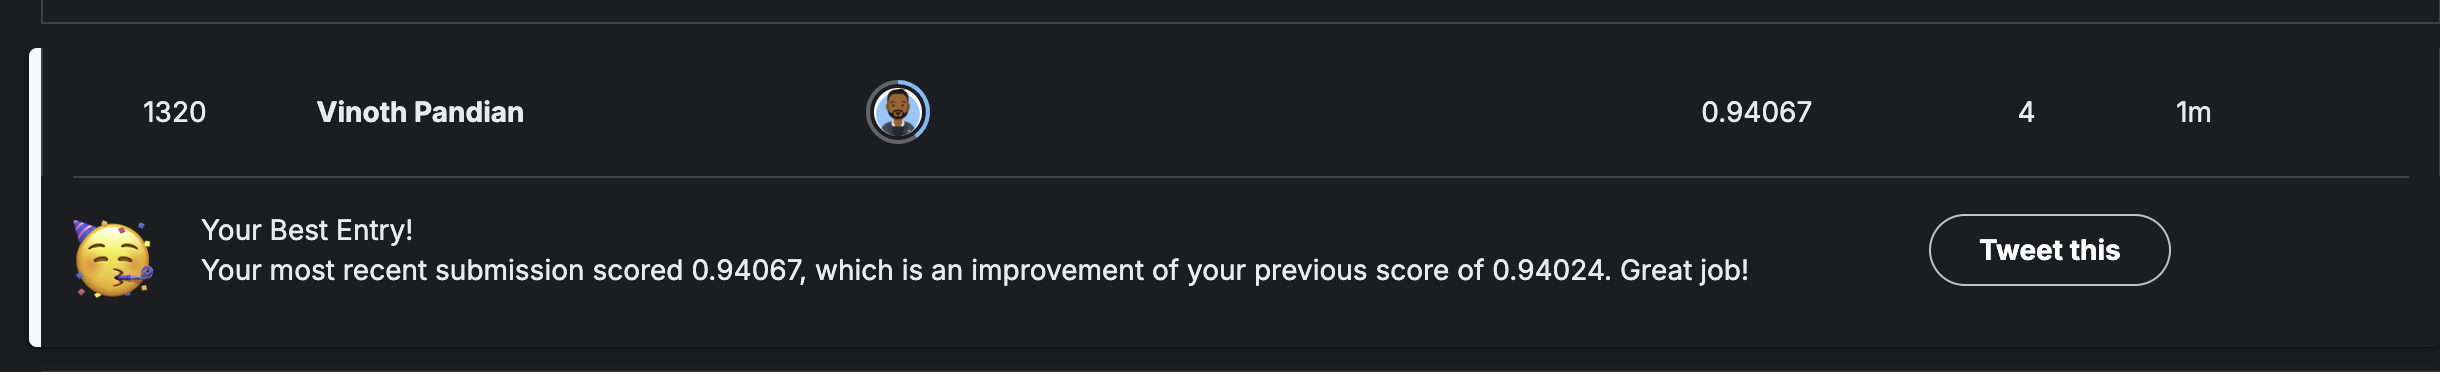 1320 Vinoth Pandian 0.94067 4 1m
Your Best Entry!
Your most recent submission scored 0.94067, which is an improvement of your previous score of 0.94024. Great job!
Tweet this